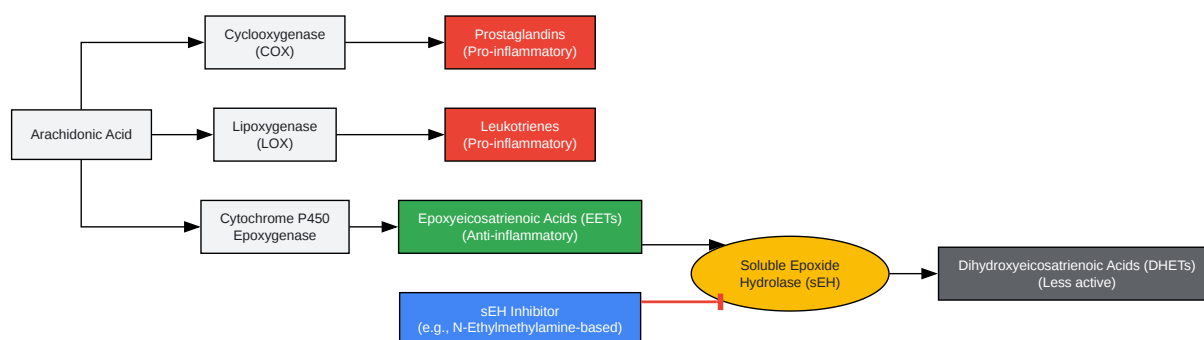 Cyclooxygenase
(COX)
Prostaglandins
(Pro-inflammatory)
Arachidonic Acid
Lipoxygenase
(LOX)
Leukotrienes
(Pro-inflammatory)
Cytochrome P450
Epoxygenase
Epoxyeicosatrienoic Acids (EETs)
(Anti-inflammatory)
Soluble Epoxide
Hydrolase (sEH)
Dihydroxyeicosatrienoic Acids (DHETs)
(Less active)
sEH Inhibitor
(e.g., N-Ethylmethylamine-based)